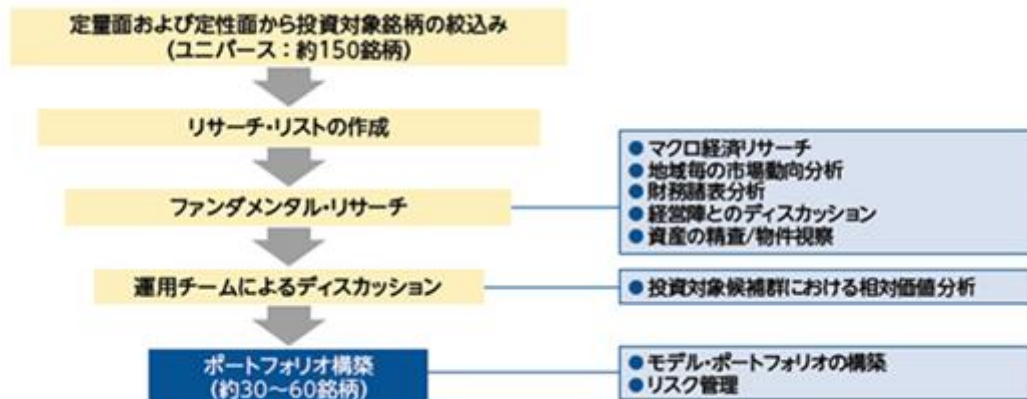 定量面および定性面から投資対象銘柄の絞込み
(ユニバース：約150銘柄)
リサーチ・リストの作成
ファンダメンタル・リサーチ
● マクロ経済リサーチ
● 地域毎の市場動向分析
● 財務諸表分析
● 経営陣とのディスカッション
● 資産の精査/物件視察
運用チームによるディスカッション
● 投資対象候補群における相対価値分析
ポートフォリオ構築
(約30～60銘柄)
● モデル・ポートフォリオの構築
● リスク管理